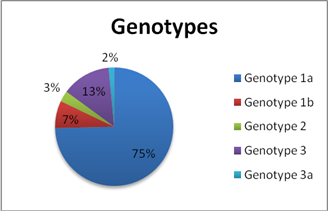 Genotypes
2%
3%
13%
7%
75%
Genotype 1a
Genotype 1b
Genotype 2
Genotype 3
Genotype 3a